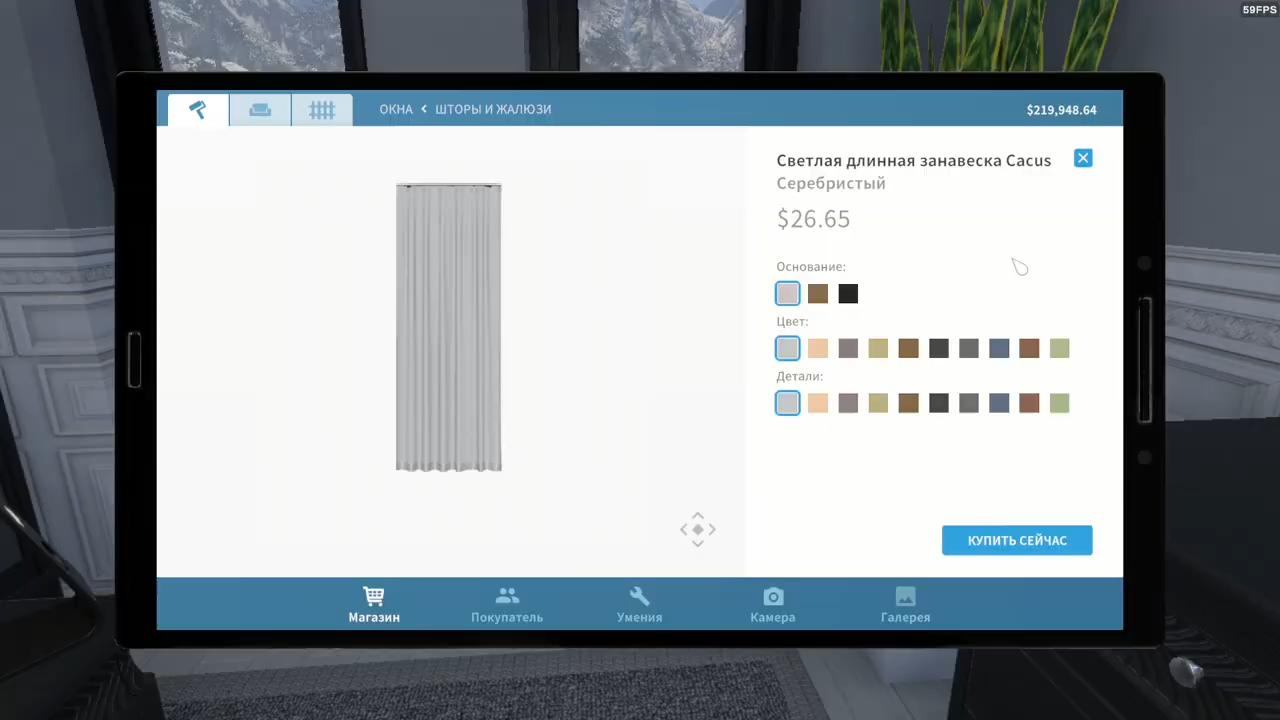 59FPS
ОКНА < ШТОРЫ И ЖАЛЮЗИ
$219,948.64
Светлая длинная занавеска Cacus
Серебристый
$26.65
Основание:
Цвет:
Детали:
КУПИТЬ СЕЙЧАС
Магазин
Покупатель
Умения
Камера
Галерея